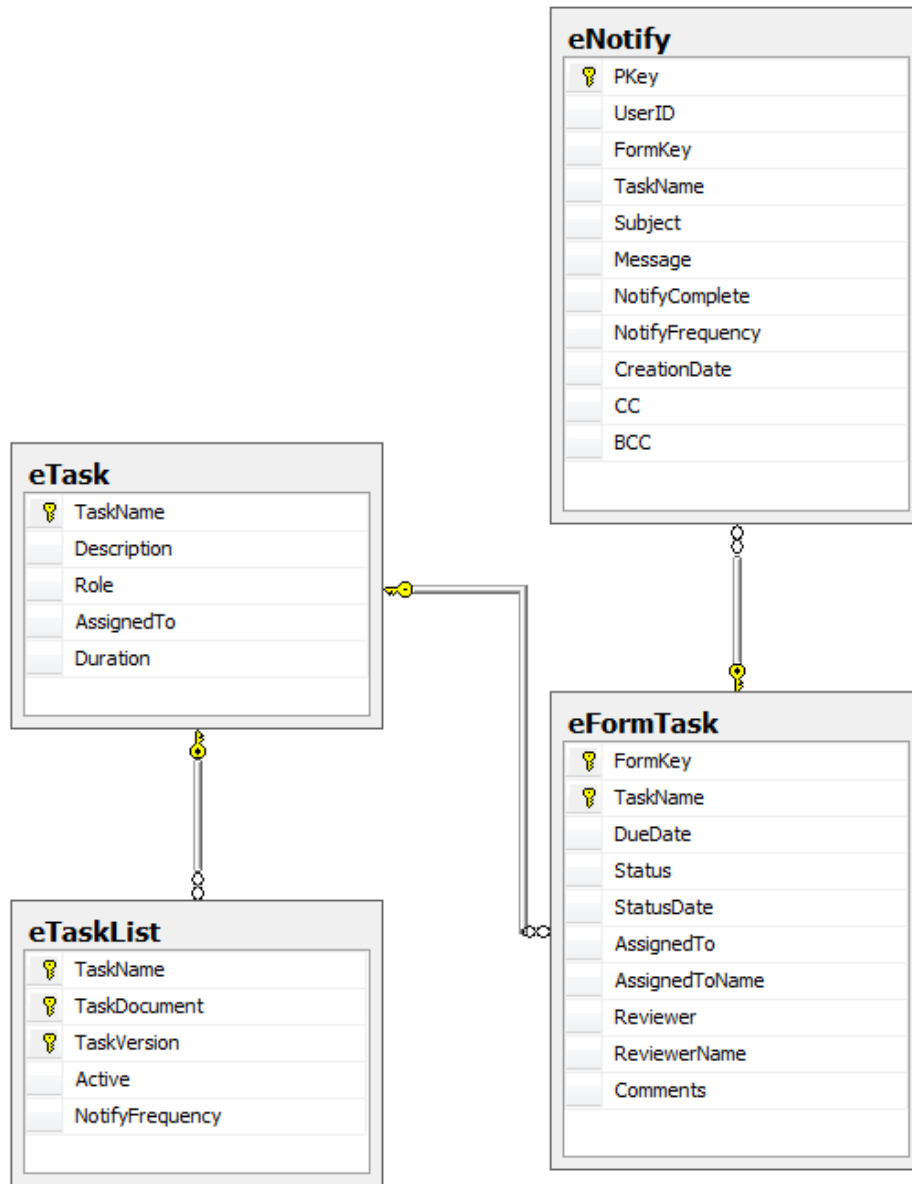 eNotify
PKey
UserID
FormKey
TaskName
Subject
Message
NotifyComplete
NotifyFrequency
CreationDate
CC
BCC
eTask
TaskName
Description
Role
AssignedTo
Duration
eFormTask
FormKey
TaskName
DueDate
Status
StatusDate
AssignedTo
AssignedToName
Reviewer
ReviewerName
Comments
eTaskList
TaskName
TaskDocument
TaskVersion
Active
NotifyFrequency